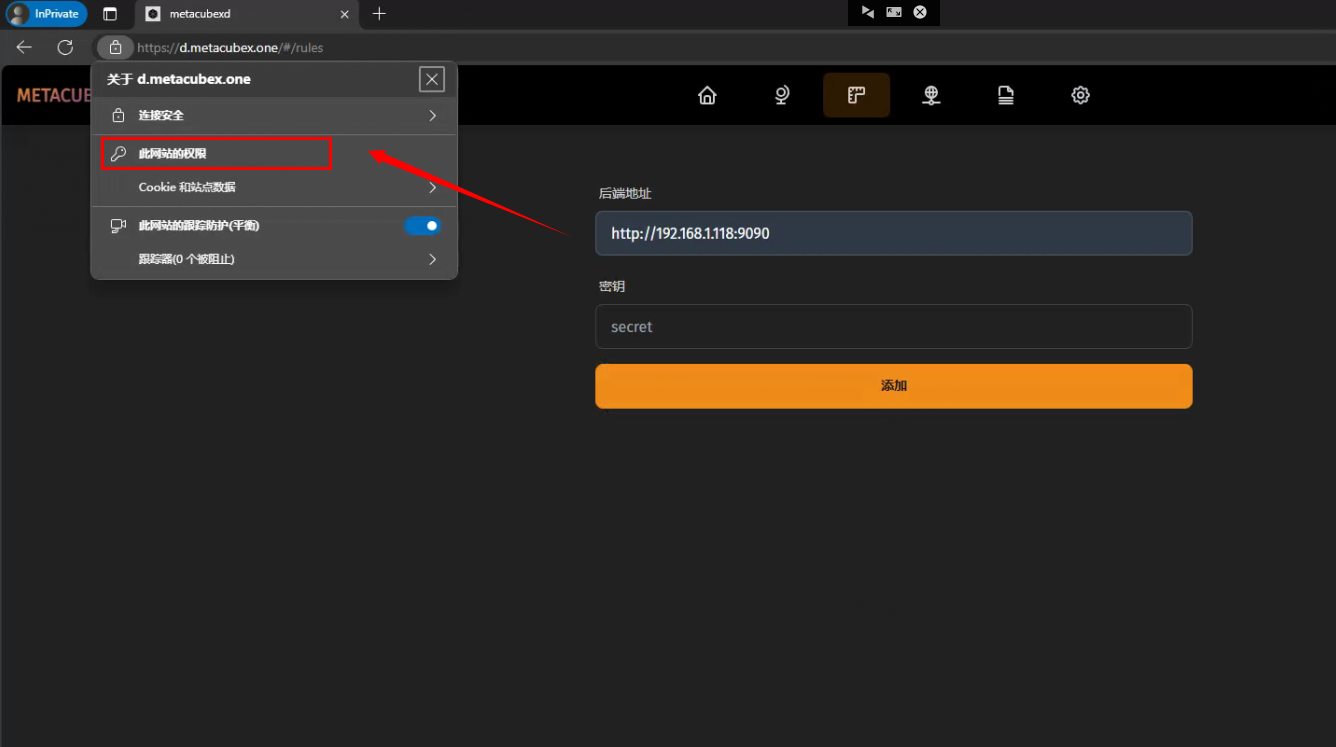 InPrivate
metacubexd
https://d.metacubex.one/#/rules
关于 d.metacubex.one
METACUBE
连接安全
此网站的权限
Cookie 和站点数据
此网站的跟踪防护(平衡)
跟踪器(0 个被阻止)
后端地址
http://192.168.1.118:9090
密钥
secret
添加